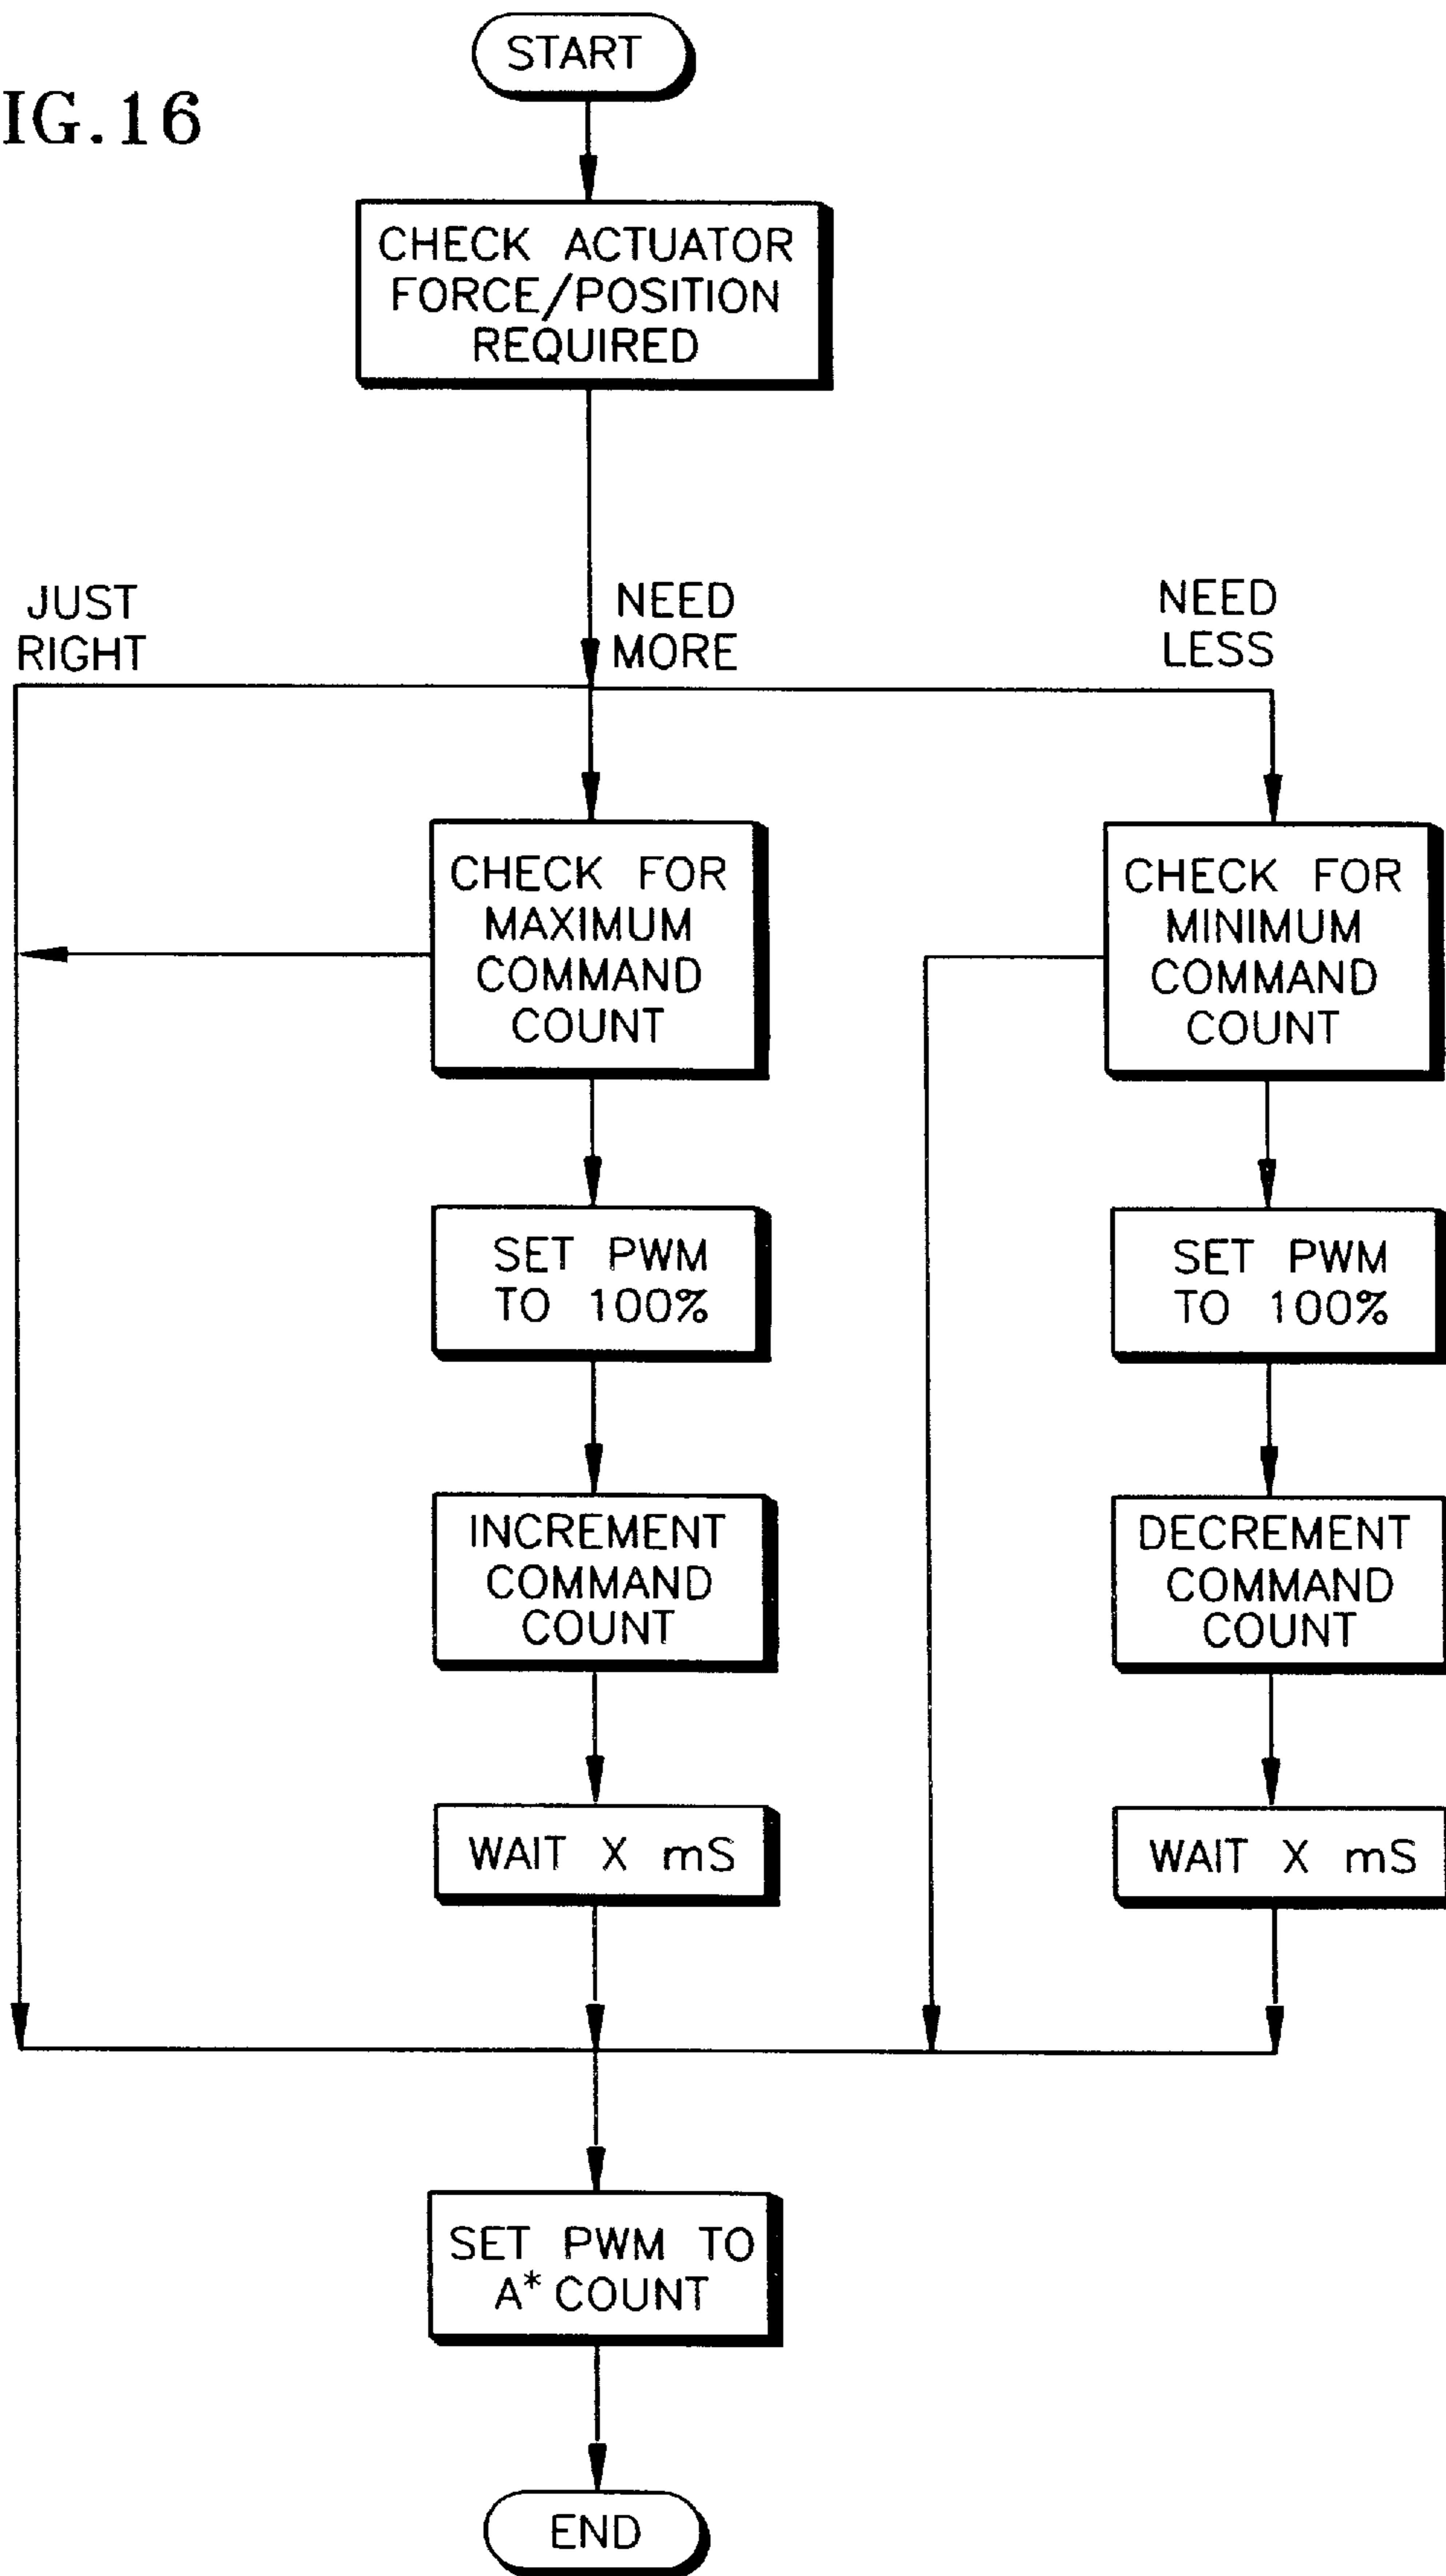 START
IG.16
CHECK ACTUATOR
FORCE/POSITION
REQUIRED
JUST
RIGHT
NEED
MORE
NEED
LESS
CHECK FOR
MAXIMUM
COMMAND
COUNT
CHECK FOR
MINIMUM
COMMAND
COUNT
SET PWM
TO 100%
SET PWM
TO 100%
INCREMENT
COMMAND
COUNT
DECREMENT
COMMAND
COUNT
WAIT X mS
WAIT X mS
SET PWM TO
A* COUNT
END